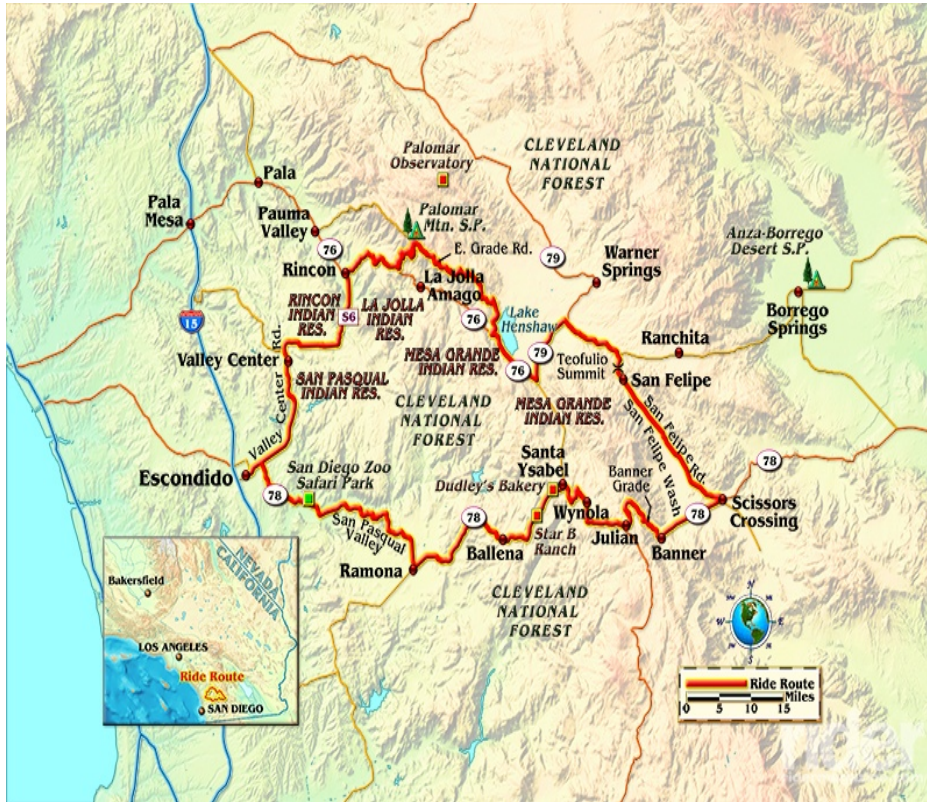 CLEVELAND
NATIONAL
FOREST
Palomar
Observatory
Pala
Pala
Mesa
Pauma
Valley
Palomar
Mtn. S.P.
Anza-Borrego
Desert S.P.
76
E. Grade Rd.
79
Warner
Springs
Rincon
La Jolla
Amago
Borrego
Springs
RINCON
INDIAN
RES.
S6
LA JOLLA
INDIAN
RES.
15
76
Lake
Henshaw
Ranchita
Valley Center
Valley Center Rd.
MESA GRANDE
INDIAN RES.
76
79
Teofulio
Summit
San Felipe
SAN PASQUAL
INDIAN RES.
CLEVELAND
NATIONAL
FOREST
MESA GRANDE
INDIAN RES.
San Felipe Rd.
San Felipe Wash
Escondido
San Diego Zoo
Safari Park
78
Santa
Ysabel
Dudley's Bakery
Banner
Grade
78
Scissors
Crossing
San Pasqual
Valley
78
Wynola
78
Ballena
Star B
Ranch
Julian
Banner
Ramona
CLEVELAND
NATIONAL
FOREST
NEVADA
CALIFORNIA
Bakersfield
LOS ANGELES
Ride Route
SAN DIEGO
N
W
E
S
Ride Route
Miles
0 5 10 15
rider